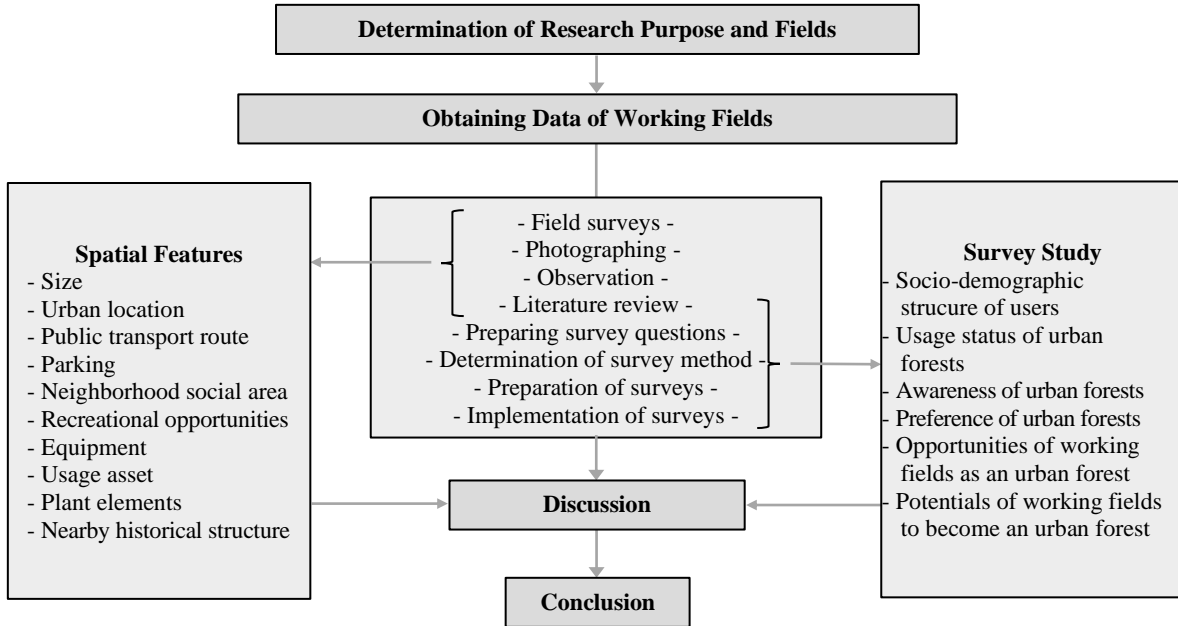 Determination of Research Purpose and Fields
Obtaining Data of Working Fields
Spatial Features
- Size
- Urban location
- Public transport route
- Parking
- Neighborhood social area
- Recreational opportunities
- Equipment
- Usage asset
- Plant elements
- Nearby historical structure
- Field surveys -
- Photographing -
- Observation -
- Literature review -
- Preparing survey questions -
- Determination of survey method -
- Preparation of surveys -
- Implementation of surveys -
Survey Study
- Socio-demographic
strucure of users
- Usage status of urban
forests
- Awareness of urban forests
- Preference of urban forests
- Opportunities of working
fields as an urban forest
- Potentials of working fields
to become an urban forest
Discussion
Conclusion